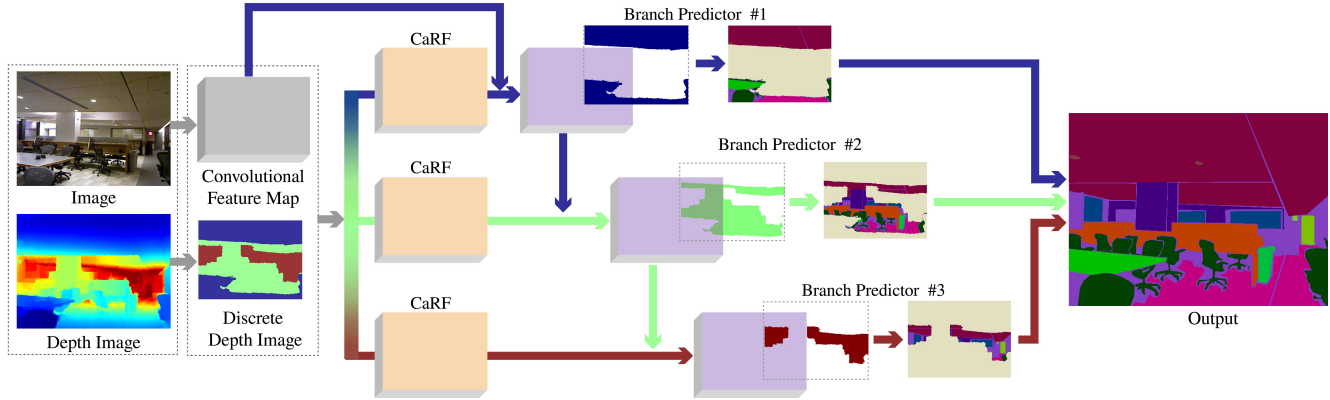 Branch Predictor #1
CaRF
Image
Convolutional
Feature Map
CaRF
Branch Predictor #2
Depth Image
Discrete
Depth Image
CaRF
Branch Predictor #3
Output